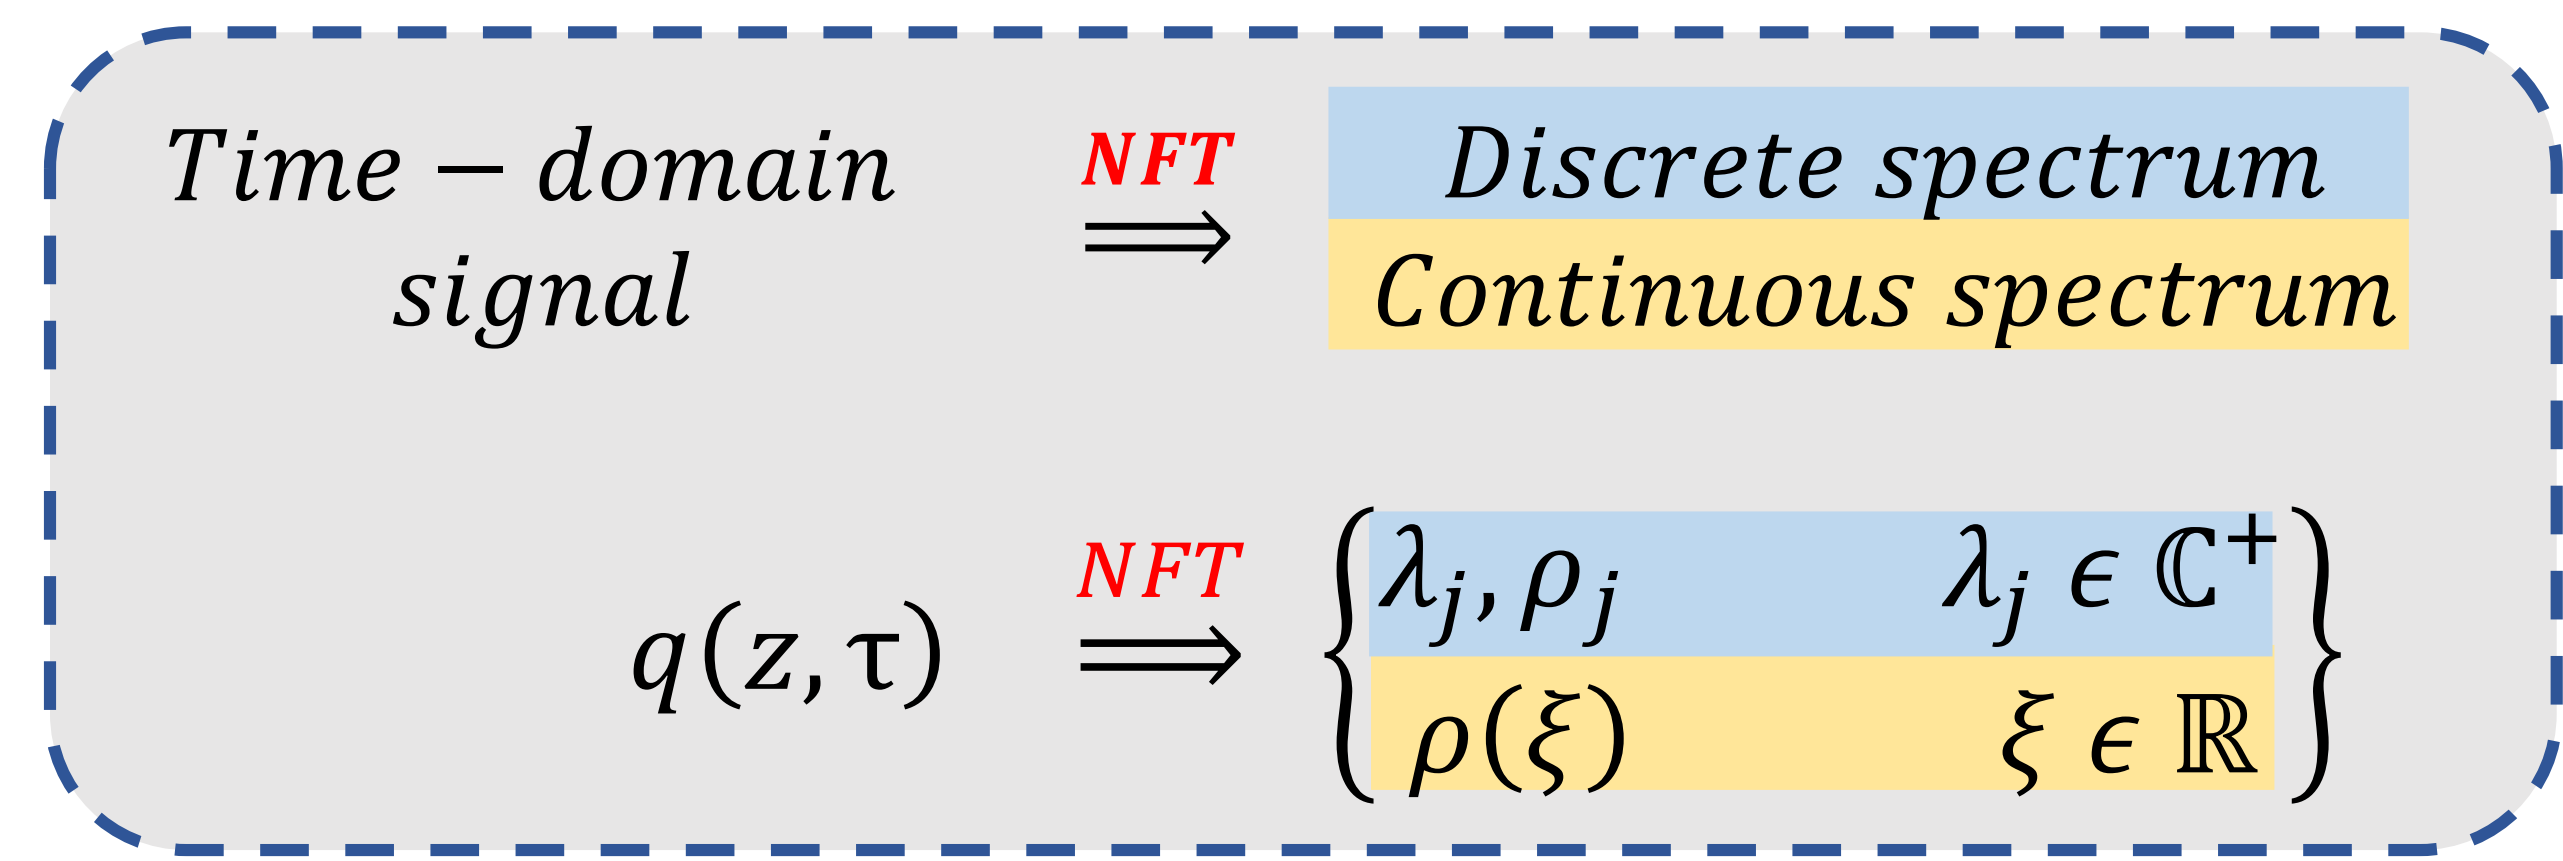 Time – domain signal
NFT
⟹
Discrete spectrum
Continuous spectrum
q(z, τ)
NFT
⟹
{λⱼ, ρⱼ λⱼ ϵ ℂ⁺
ρ(ξ) ξ ϵ ℝ}